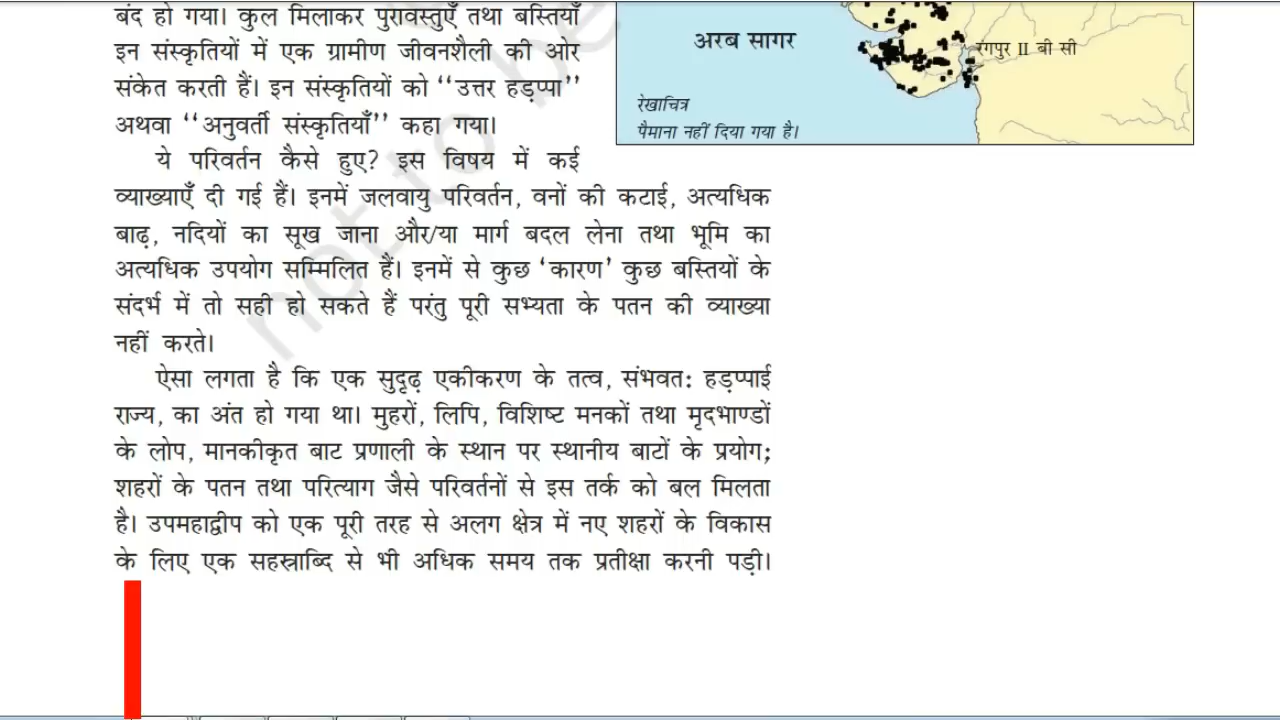 बंद हो गया। कुल मिलाकर पुरावस्तुएँ तथा बस्तियाँ
इन संस्कृतियों में एक ग्रामीण जीवनशैली की ओर
संकेत करती हैं। इन संस्कृतियों को ‘‘उत्तर हड़प्पा’’
अथवा ‘‘अनुवर्ती संस्कृतियाँ’’ कहा गया।
ये परिवर्तन कैसे हुए? इस विषय में कई
व्याख्याएँ दी गई हैं। इनमें जलवायु परिवर्तन, वनों की कटाई, अत्यधिक
बाढ़, नदियों का सूख जाना और/या मार्ग बदल लेना तथा भूमि का
अत्यधिक उपयोग सम्मिलित हैं। इनमें से कुछ ‘कारण’ कुछ बस्तियों के
संदर्भ में तो सही हो सकते हैं परंतु पूरी सभ्यता के पतन की व्याख्या
नहीं करते।
ऐसा लगता है कि एक सुदृढ़ एकीकरण के तत्व, संभवत: हड़प्पाई
राज्य, का अंत हो गया था। मुहरों, लिपि, विशिष्ट मनकों तथा मृदभाण्डों
के लोप, मानकीकृत बाट प्रणाली के स्थान पर स्थानीय बाटों के प्रयोग;
शहरों के पतन तथा परित्याग जैसे परिवर्तनों से इस तर्क को बल मिलता
है। उपमहाद्वीप को एक पूरी तरह से अलग क्षेत्र में नए शहरों के विकास
के लिए एक सहस्राब्दि से भी अधिक समय तक प्रतीक्षा करनी पड़ी।
अरब सागर
रंगपुर II बी सी
रेखाचित्र
पैमाना नहीं दिया गया है।
not to be